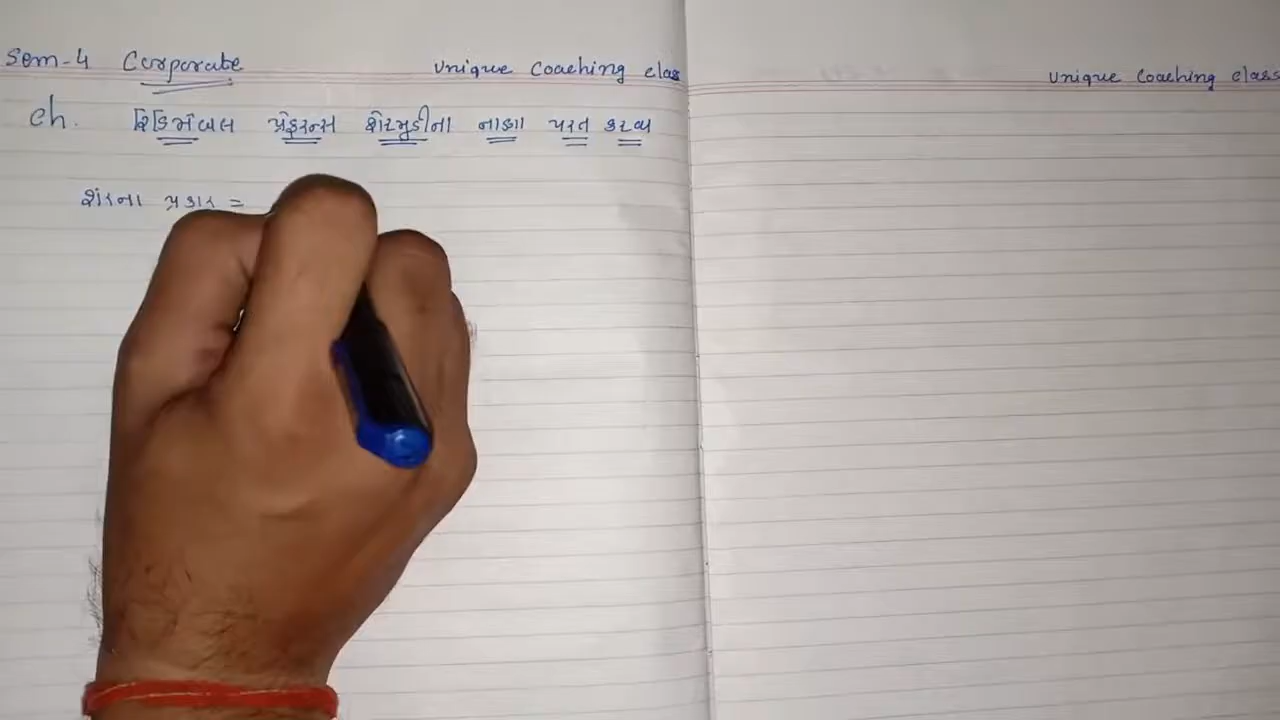 Sem-4 Corporate
Unique Coaching class
Ch. રિડિમેબલ પ્રેફરન્સ શેરમુડીના નાણા પરત કરવા
શેરના પ્રકાર =
Unique Coaching class